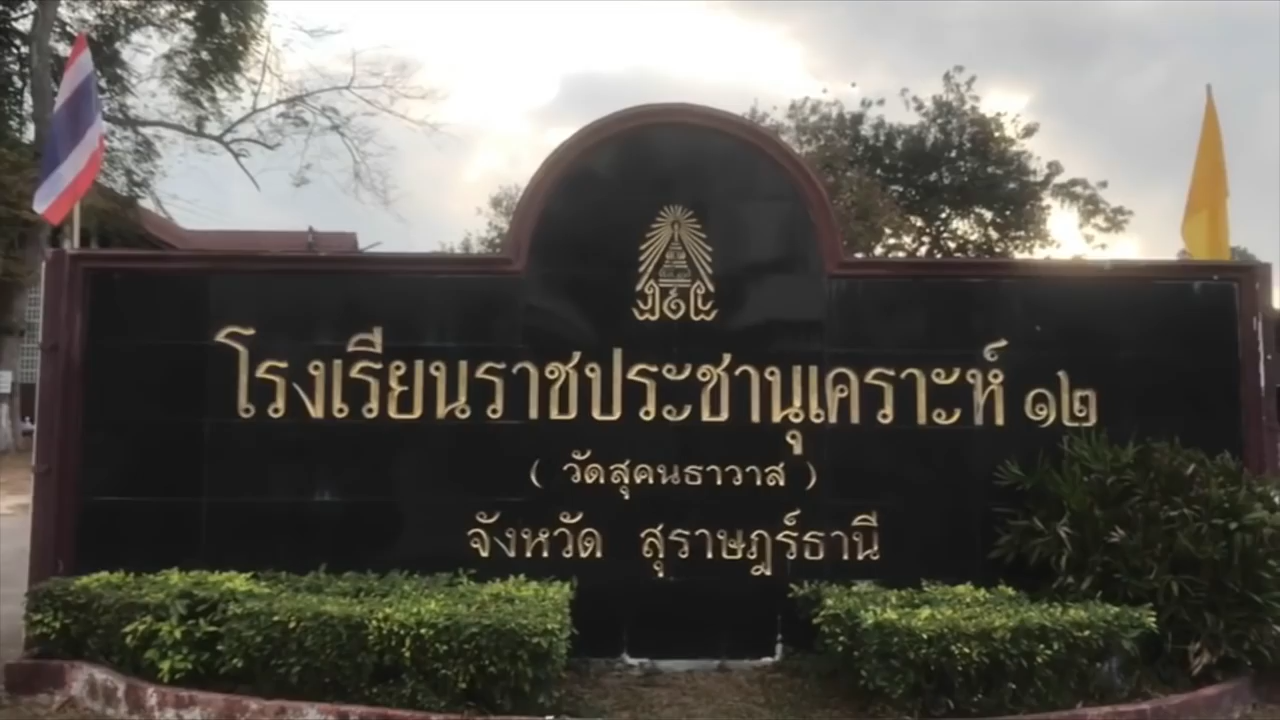 โรงเรียนราชประชานุเคราะห์ ๑๒
( วัดสุคนธาวาส )
จังหวัด สุราษฎร์ธานี